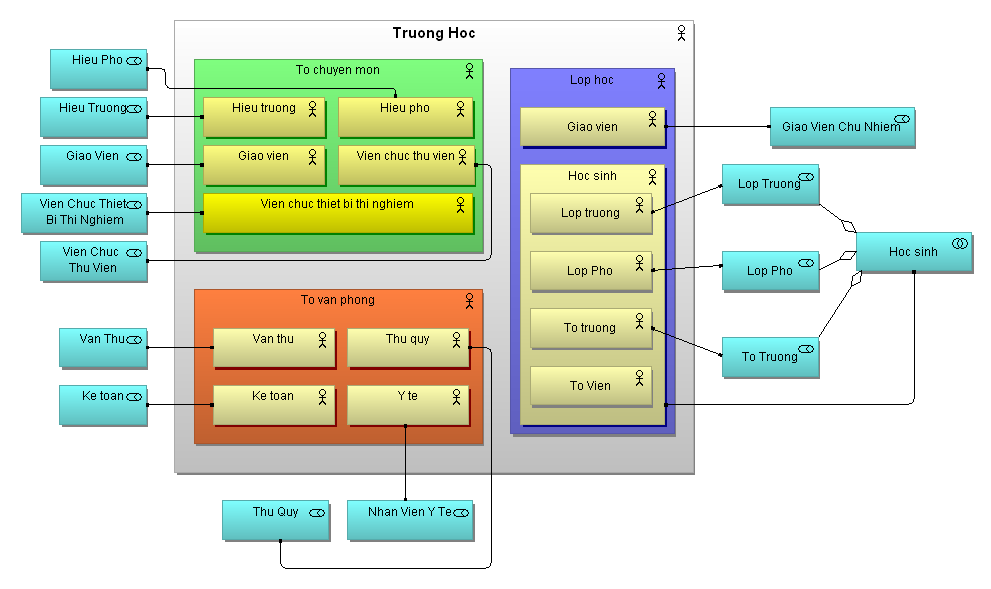 Truong Hoc
Hieu Pho
Hieu Truong
Giao Vien
Vien Chuc Thiet
Bi Thi Nghiem
Vien Chuc
Thu Vien
Van Thu
Ke toan
To chuyen mon
Hieu truong
Hieu pho
Giao vien
Vien chuc thu vien
Vien chuc thiet bi thi nghiem
To van phong
Van thu
Thu quy
Ke toan
Y te
Thu Quy
Nhan Vien Y Te
Lop hoc
Giao vien
Hoc sinh
Lop truong
Lop Pho
To truong
To Vien
Giao Vien Chu Nhiem
Lop Truong
Lop Pho
To Truong
Hoc sinh